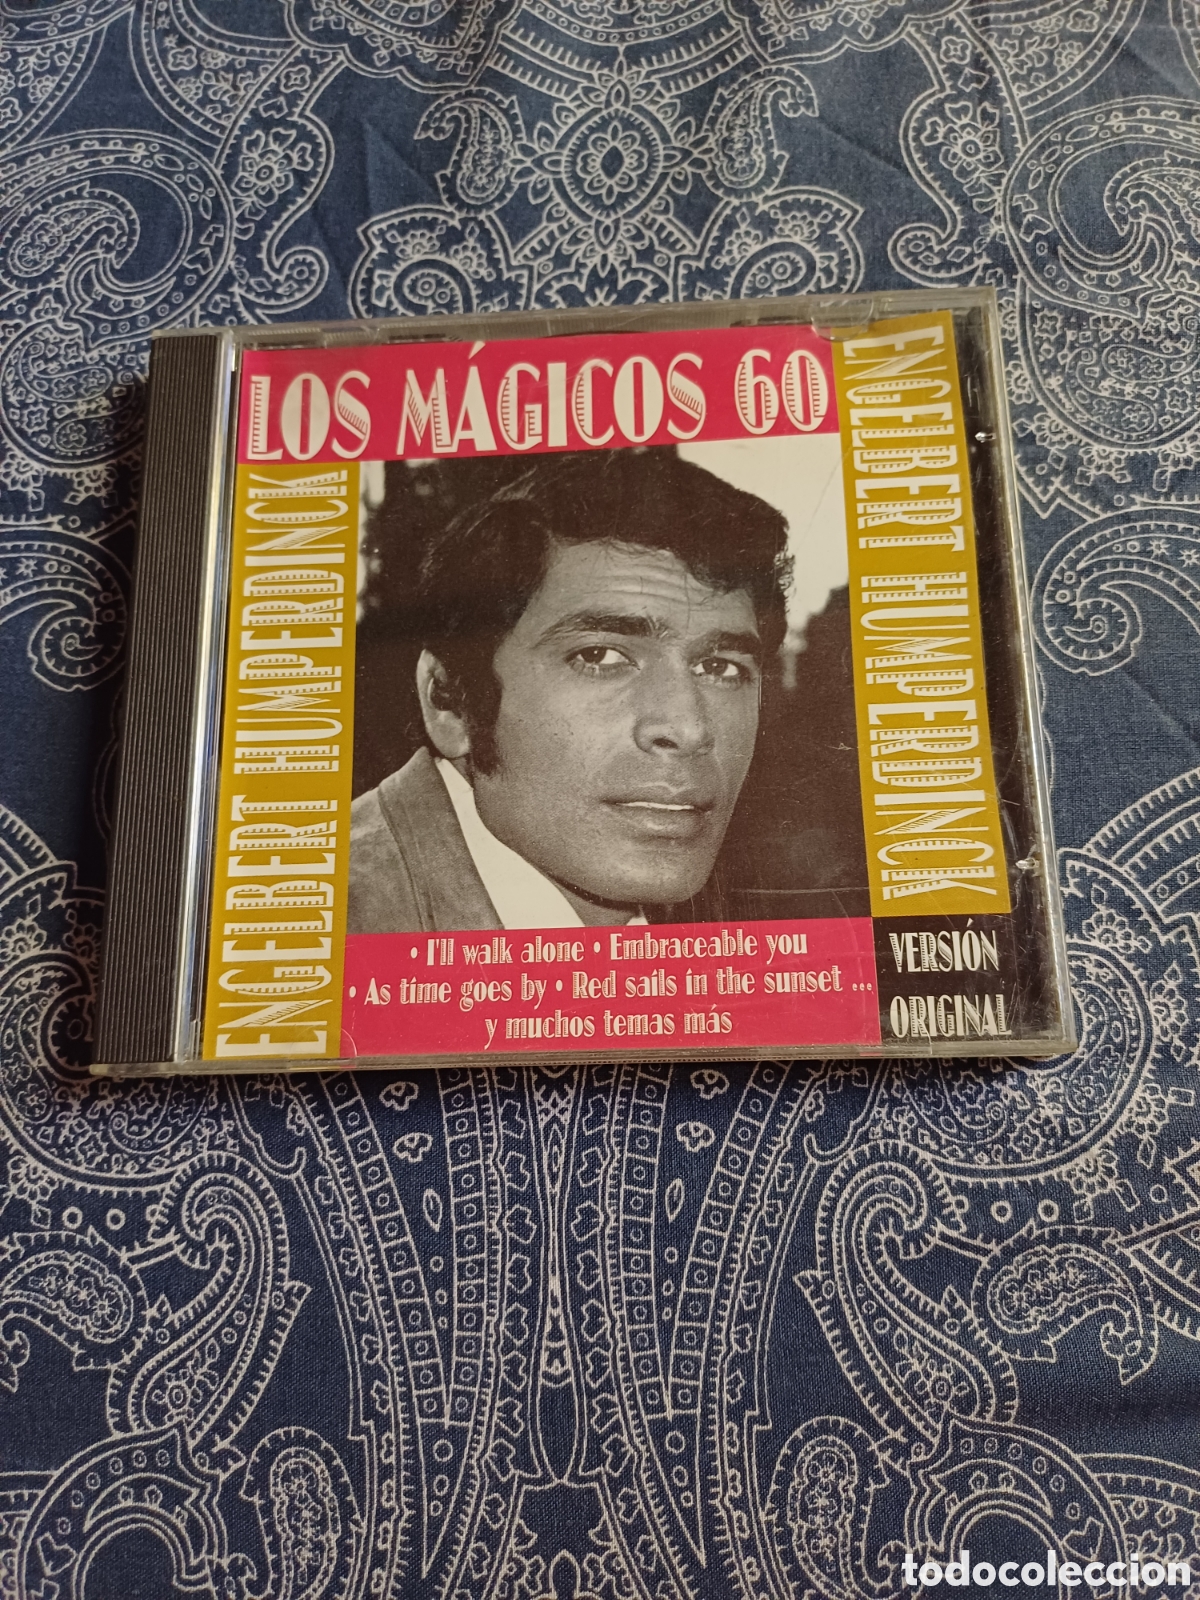 LOS MÁGICOS 60
ENGELBERT HUMPERDINCK
ENGELBERT HUMPERDINCK
• I'll walk alone • Embraceable you
• As time goes by • Red sails in the sunset ...
y muchos temas más
VERSIÓN
ORIGINAL
todocoleccion